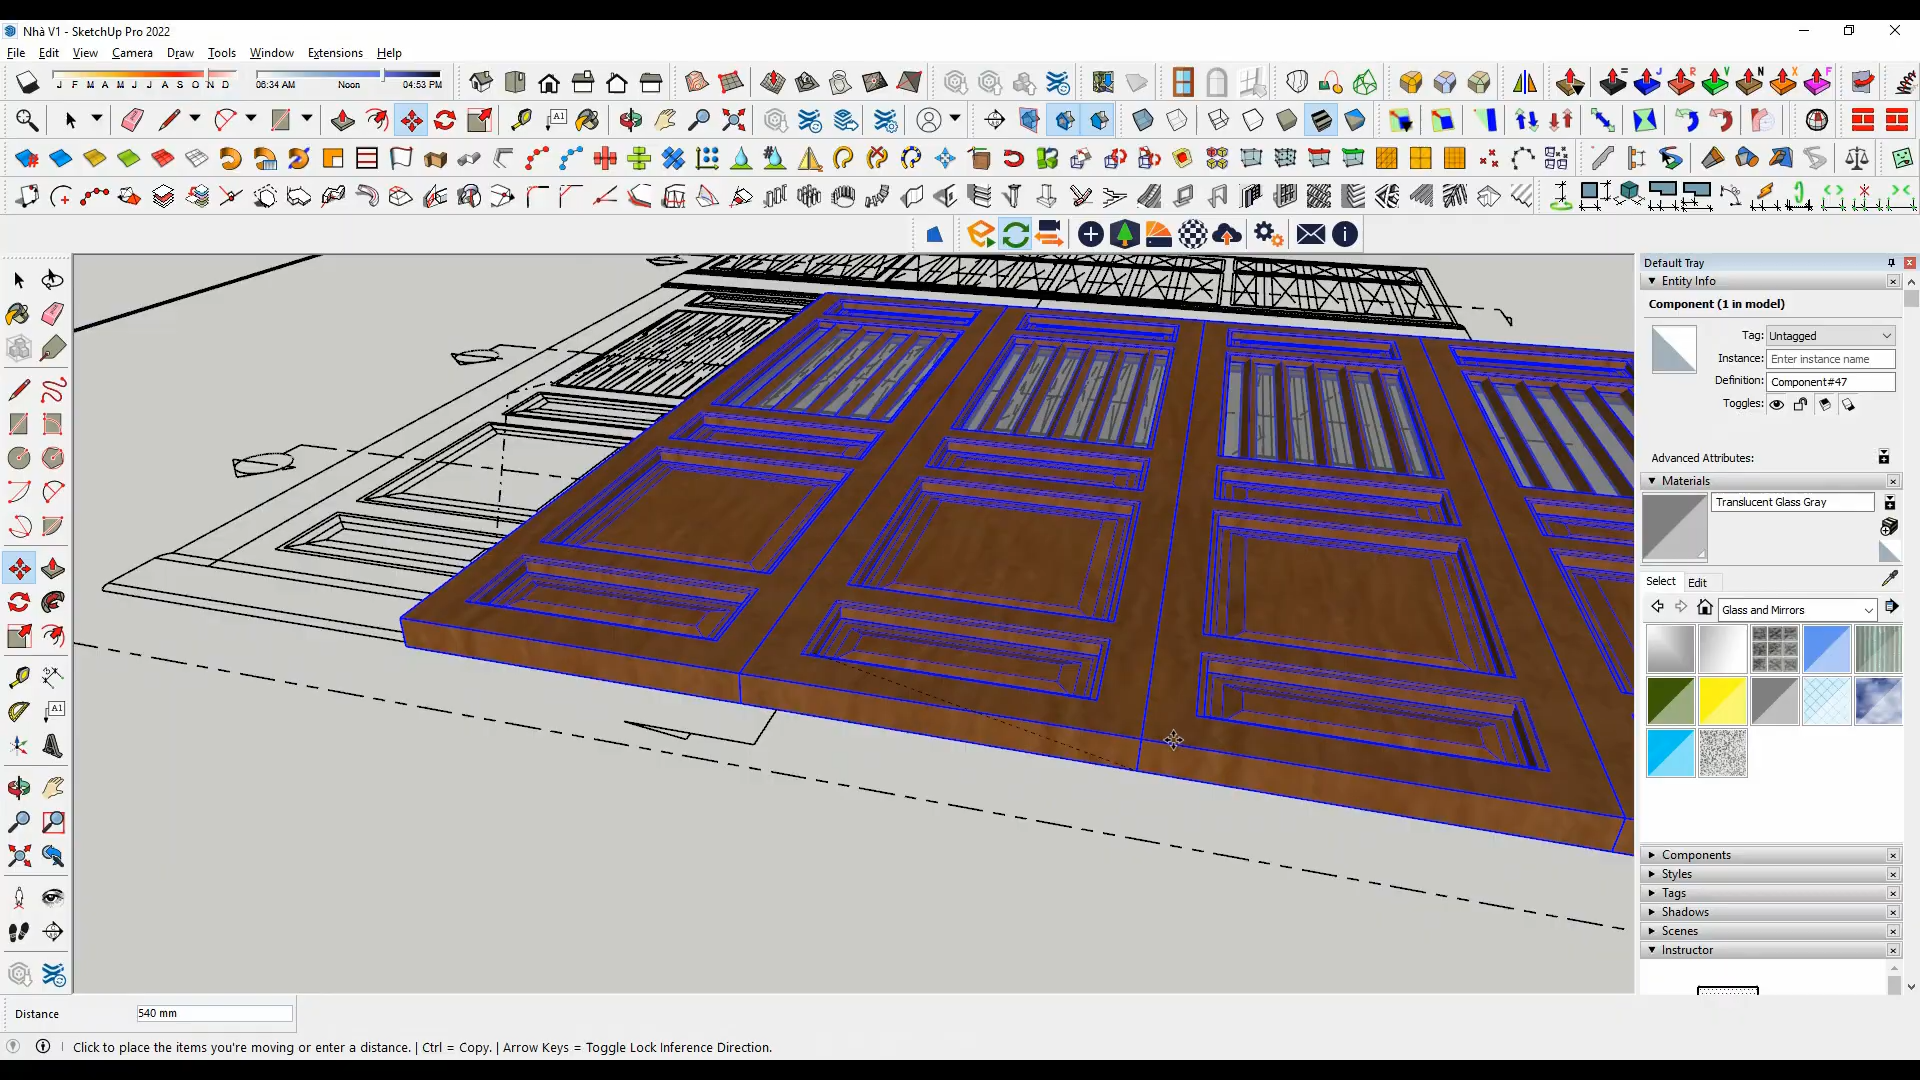 Nhà V1 - SketchUp Pro 2022
File Edit View Camera Draw Tools Window Extensions Help
J F M A M J J A S O N D
06:34 AM Noon 04:53 PM
Default Tray
Entity Info
Component (1 in model)
Tag: Untagged
Instance: Enter instance name
Definition: Component#47
Toggles:
Advanced Attributes:
Materials
Translucent Glass Gray
Select Edit
Glass and Mirrors
Components
Styles
Tags
Shadows
Scenes
Instructor
Distance 540 mm
Click to place the items you're moving or enter a distance. | Ctrl = Copy. | Arrow Keys = Toggle Lock Inference Direction.